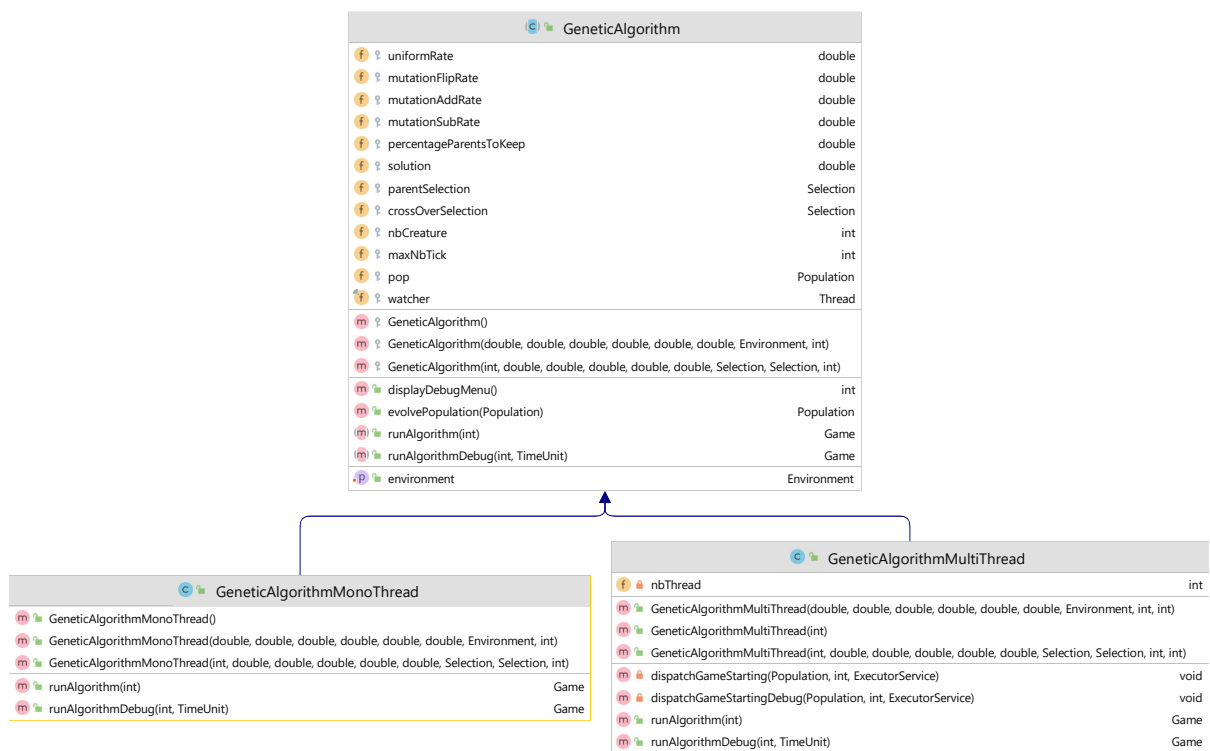 GeneticAlgorithm
uniformRate double
mutationFlipRate double
mutationAddRate double
mutationSubRate double
percentageParentsToKeep double
solution double
parentSelection Selection
crossOverSelection Selection
nbCreature int
maxNbTick int
pop Population
watcher Thread
GeneticAlgorithm()
GeneticAlgorithm(double, double, double, double, double, double, Environment, int)
GeneticAlgorithm(int, double, double, double, double, double, Selection, Selection, int)
displayDebugMenu() int
evolvePopulation(Population) Population
runAlgorithm(int) Game
runAlgorithmDebug(int, TimeUnit) Game
environment Environment
GeneticAlgorithmMonoThread
GeneticAlgorithmMonoThread()
GeneticAlgorithmMonoThread(double, double, double, double, double, double, Environment, int)
GeneticAlgorithmMonoThread(int, double, double, double, double, double, Selection, Selection, int)
runAlgorithm(int) Game
runAlgorithmDebug(int, TimeUnit) Game
GeneticAlgorithmMultiThread
nbThread int
GeneticAlgorithmMultiThread(double, double, double, double, double, double, Environment, int, int)
GeneticAlgorithmMultiThread(int)
GeneticAlgorithmMultiThread(int, double, double, double, double, double, Selection, Selection, int, int)
dispatchGameStarting(Population, int, ExecutorService) void
dispatchGameStartingDebug(Population, int, ExecutorService) void
runAlgorithm(int) Game
runAlgorithmDebug(int, TimeUnit) Game